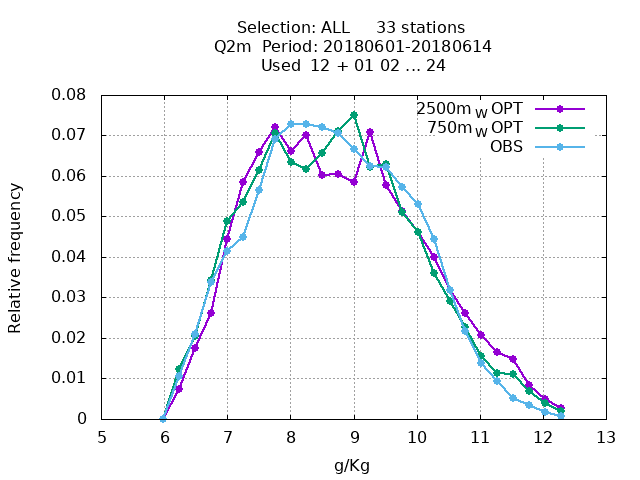 Selection: ALL 33 stations
Q2m Period: 20180601-20180614
Used 12 + 01 02 ... 24
2500m W OPT
750m W OPT
OBS
Relative frequency
0.08
0.07
0.06
0.05
0.04
0.03
0.02
0.01
0
5 6 7 8 9 10 11 12 13
g/Kg